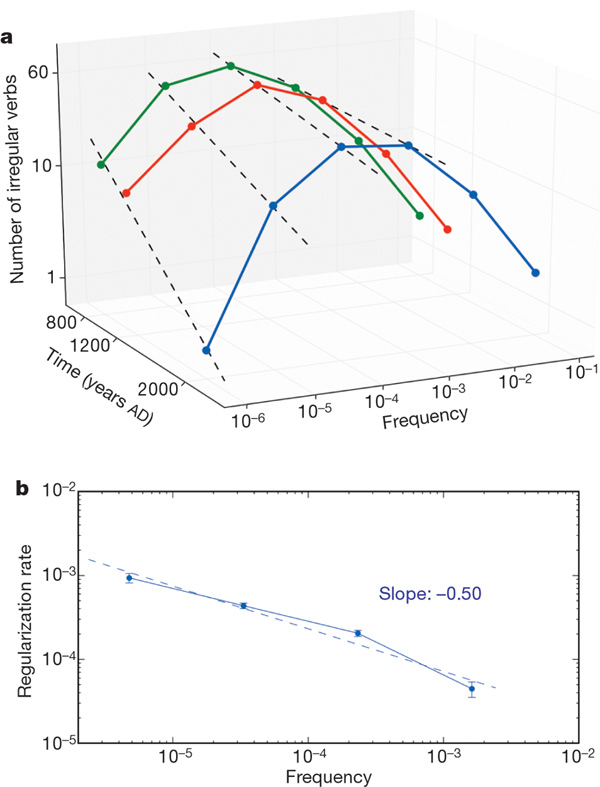 a
Number of irregular verbs
60
10
1
800
1200
2000
Time (years AD)
10⁻⁶
10⁻⁵
10⁻⁴
10⁻³
10⁻²
10⁻¹
Frequency
b
Regularization rate
10⁻²
10⁻³
10⁻⁴
10⁻⁵
Slope: –0.50
10⁻⁵
10⁻⁴
10⁻³
10⁻²
Frequency